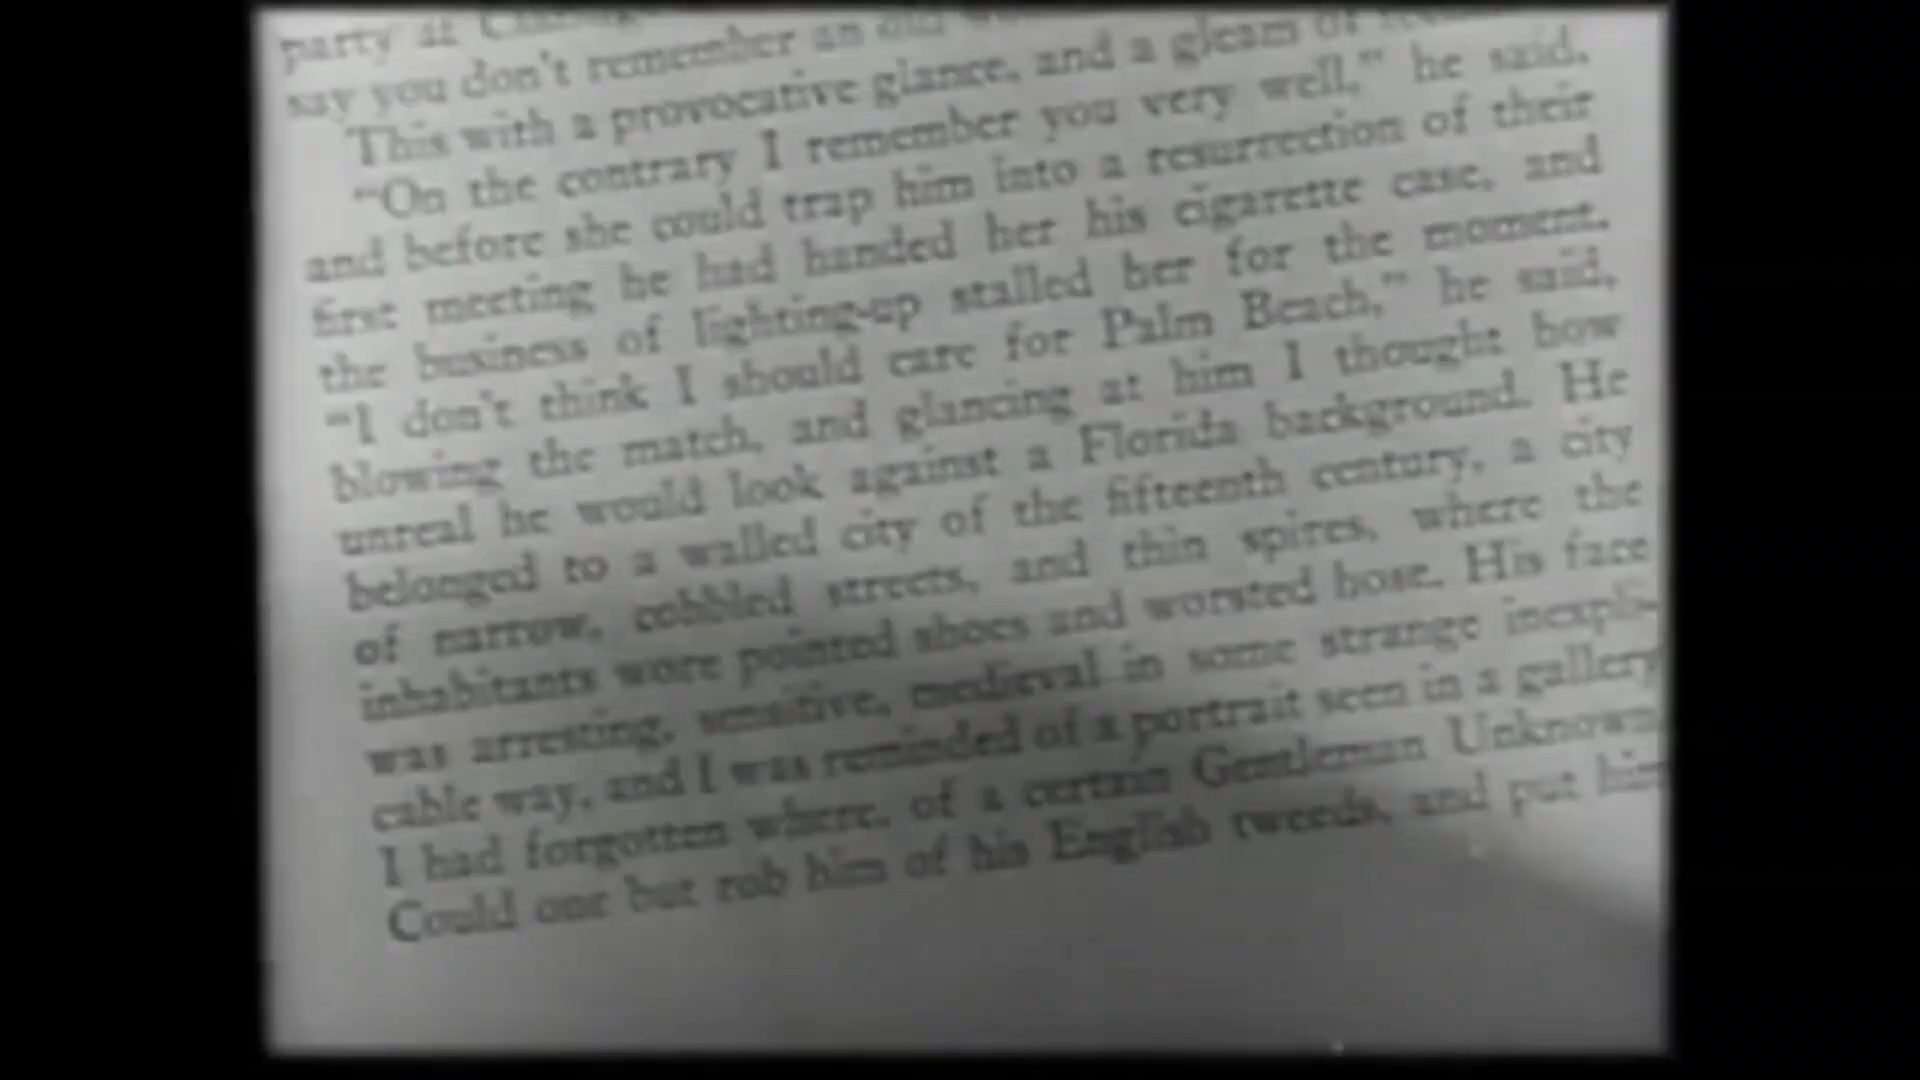 party at
say you don't remember an old
This with a provocative glance, and a gleam of
"On the contrary I remember you very well," he said,
and before she could trap him into a resurrection of their
first meeting he had handed her his cigarette case, and
the business of lighting-up stalled her for the moment.
"I don't think I should care for Palm Beach," he said,
blowing the match, and glancing at him I thought how
unreal he would look against a Florida background. He
belonged to a walled city of the fifteenth century, a city
of narrow, cobbled streets, and thin spires, where the
inhabitants wore pointed shoes and worsted hose. His face
was arresting, sensitive, medieval in some strange inexpli-
cable way, and I was reminded of a portrait seen in a gallery
I had forgotten where, of a certain Gentleman Unknown.
Could one but rob him of his English tweeds, and put him